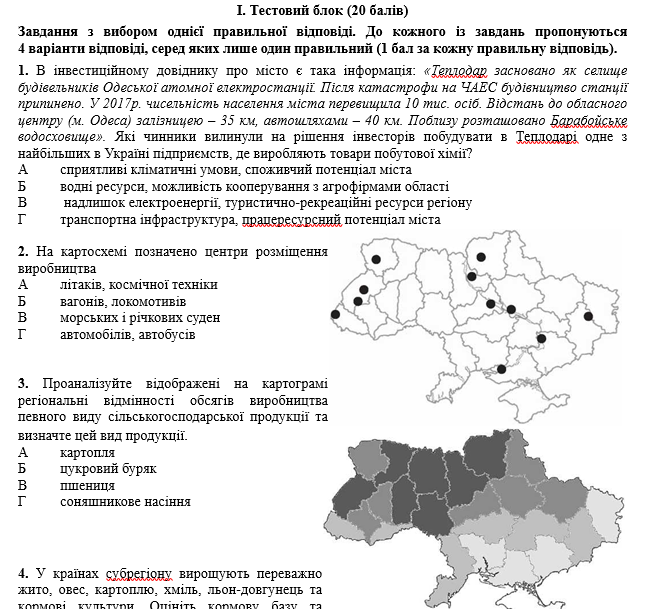 І. Тестовий блок (20 балів)
Завдання з вибором однієї правильної відповіді. До кожного із завдань пропонуються
4 варіанти відповіді, серед яких лише один правильний (1 бал за кожну правильну відповідь).
1. В інвестиційному довіднику про місто є така інформація: «Теплодар засновано як селище
будівельників Одеської атомної електростанції. Після катастрофи на ЧАЕС будівництво станції
припинено. У 2017р. чисельність населення міста перевищила 10 тис. осіб. Відстань до обласного
центру (м. Одеса) залізницею – 35 км, автошляхами – 40 км. Поблизу розташовано Барабойське
водосховище». Які чинники вилинули на рішення інвесторів побудувати в Теплодарі одне з
найбільших в Україні підприємств, де виробляють товари побутової хімії?
А сприятливі кліматичні умови, споживчий потенціал міста
Б водні ресурси, можливість кооперування з агрофірмами області
В надлишок електроенергії, туристично-рекреаційні ресурси регіону
Г транспортна інфраструктура, працересурсний потенціал міста
2. На картосхемі позначено центри розміщення
виробництва
А літаків, космічної техніки
Б вагонів, локомотивів
В морських і річкових суден
Г автомобілів, автобусів
3. Проаналізуйте відображені на картограмі
регіональні відмінності обсягів виробництва
певного виду сільськогосподарської продукції та
визначте цей вид продукції.
А картопля
Б цукровий буряк
В пшениця
Г соняшникове насіння
4. У країнах субрегіону вирощують переважно
жито, овес, картоплю, хміль, льон-довгунець та
кормові культури. Оцініть кормову базу та